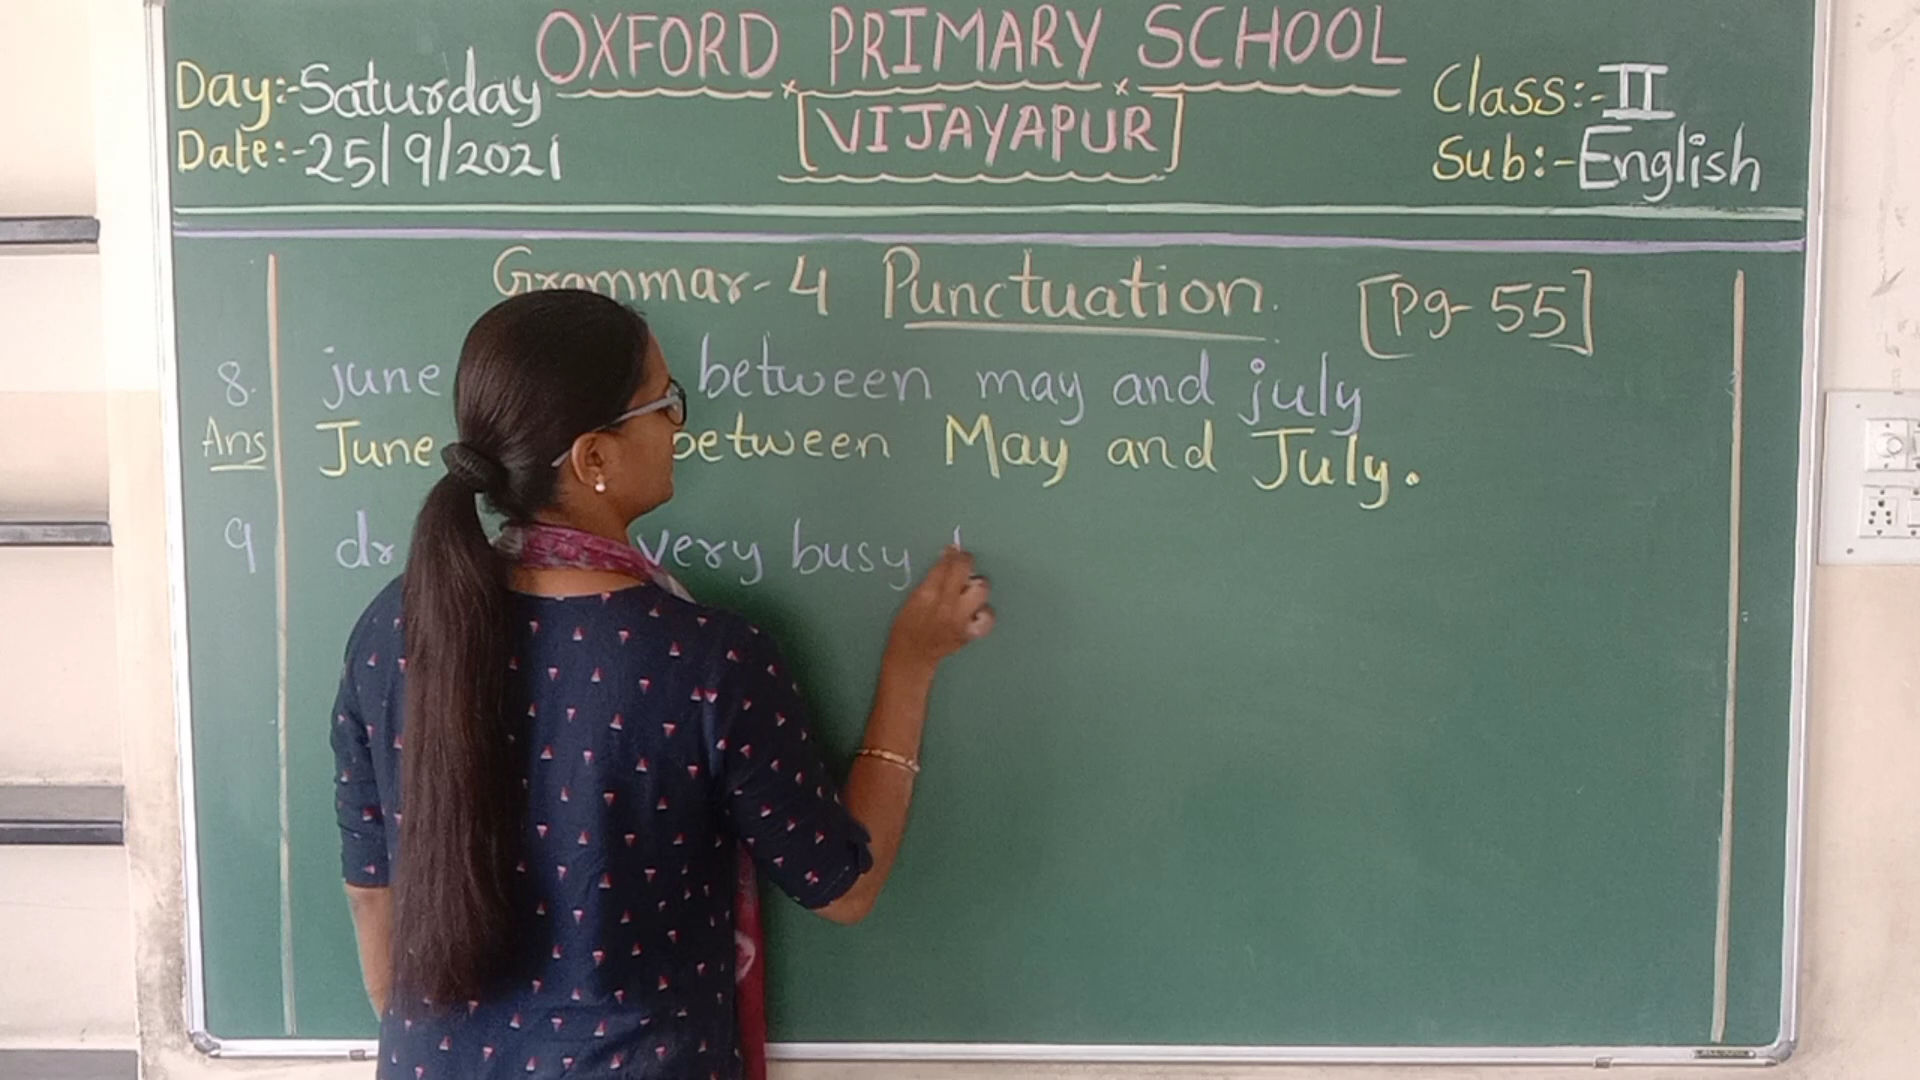 OXFORD PRIMARY SCHOOL
[VIJAYAPUR]
Day:-Saturday
Date:-25/9/2021
Class:-II
Sub:-English
Grammar-4 Punctuation. [Pg-55]
8. june between may and july
Ans June between May and July.
9 dr very busy